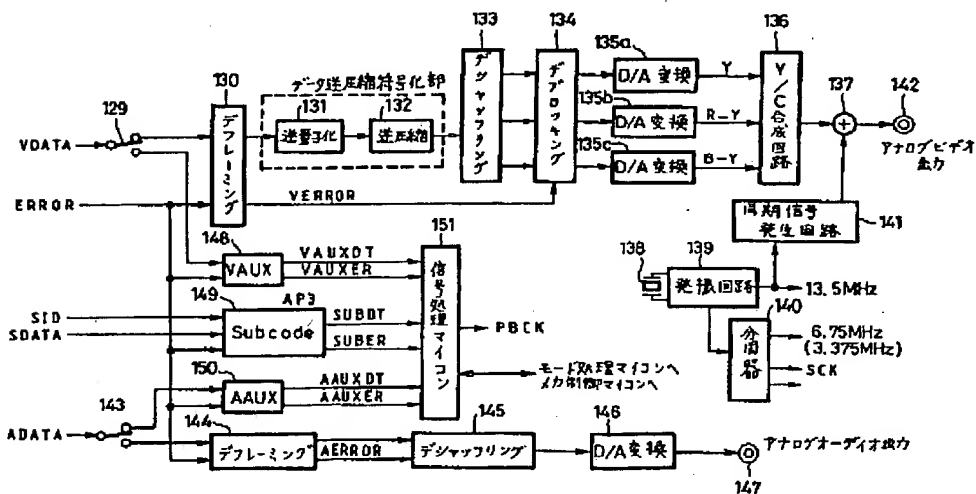 133
134
136
135a
130
データ逆圧縮符号化部
131
132
129
VDATA
デフレーミング
逆量子化
逆圧縮
デシャッフリング
デブロッキング
D/A変換
Y
135b
D/A変換
R-Y
135c
D/A変換
B-Y
Y/C合成回路
137
142
アナログビデオ
出力
ERROR
VERROR
151
同期信号
発生回路
141
148
VAUX
VAUXDT
VAUXER
信号処理マイコン
138
139
発振回路
13.5MHz
140
149
AP3
SID
SDATA
Subcode
SUBDT
SUBER
PBCK
分周器
6.75MHz
(3.375MHz)
SCK
150
AAUX
AAUXDT
AAUXER
モード処理マイコンへ
メカ制御マイコンへ
143
ADATA
144
デフレーミング
AERROR
145
デシャッフリング
146
D/A変換
アナログオーディオ出力
147